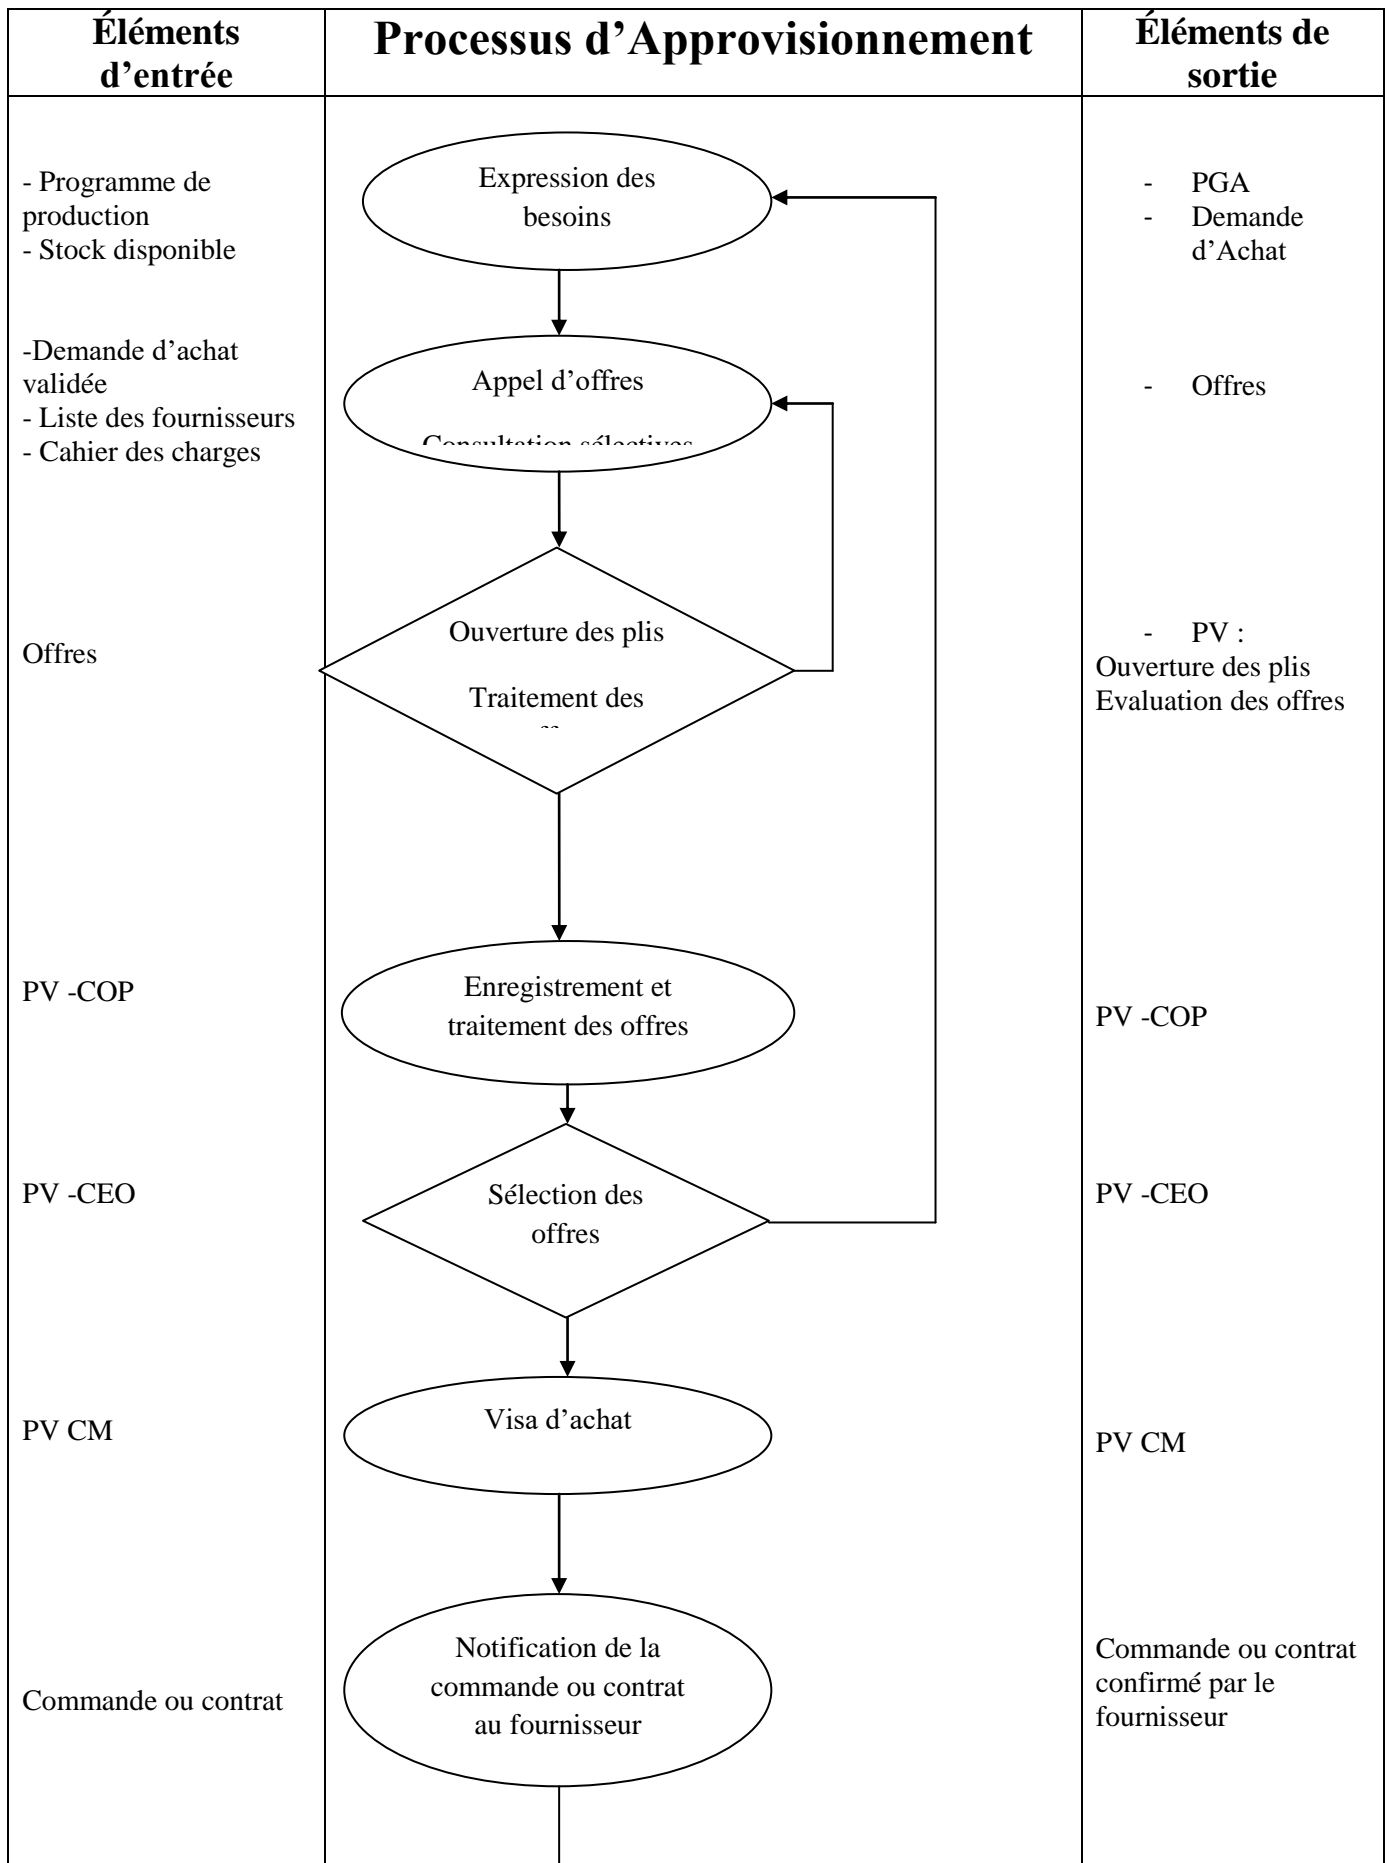 Éléments
d’entrée
Processus d’Approvisionnement
Éléments de
sortie
- Programme de
production
- Stock disponible
Expression des
besoins
- PGA
- Demande
d’Achat
-Demande d’achat
validée
- Liste des fournisseurs
- Cahier des charges
Appel d’offres
Consultation sélectives
- Offres
Offres
Ouverture des plis
Traitement des
- PV :
Ouverture des plis
Evaluation des offres
PV -COP
Enregistrement et
traitement des offres
PV -COP
PV -CEO
Sélection des
offres
PV -CEO
PV CM
Visa d’achat
PV CM
Commande ou contrat
Notification de la
commande ou contrat
au fournisseur
Commande ou contrat
confirmé par le
fournisseur